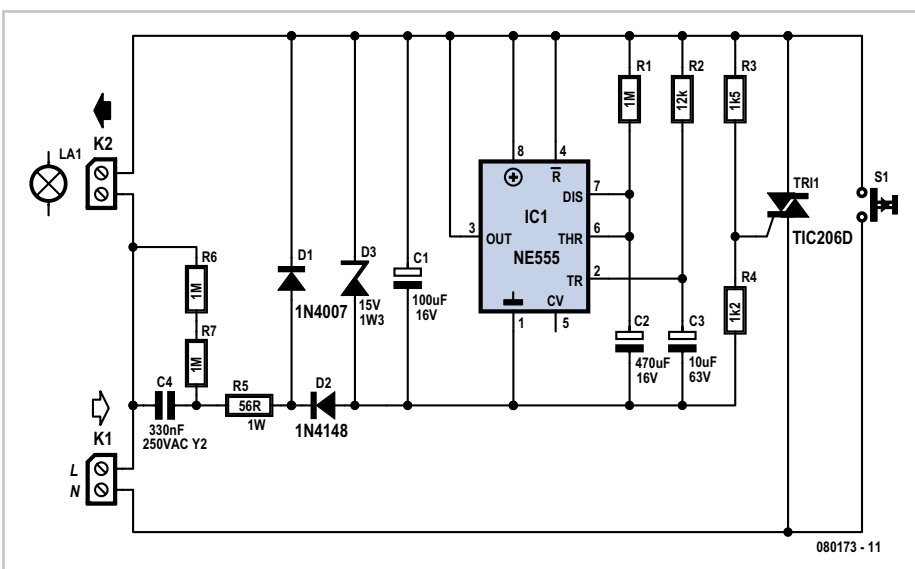 LA1
K2
R6
1M
R7
1M
C4
330nF
250VAC Y2
R5
56R
1W
K1
L
N
D1
1N4007
D2
1N4148
D3
15V
1W3
C1
100uF
16V
8
4
R
DIS
7
IC1
3
OUT
THR
6
NE555
TR
2
CV
1
5
R1
1M
R2
12k
R3
1k5
C2
470uF
16V
C3
10uF
63V
R4
1k2
TRI1
TIC206D
S1
080173 - 11